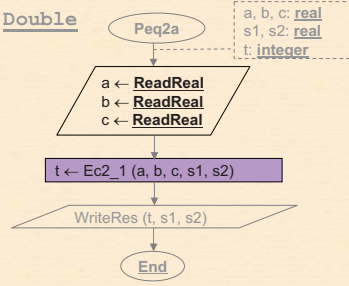 Double
Peq2a
a, b, c: real
s1, s2: real
t: integer
a ← ReadReal
b ← ReadReal
c ← ReadReal
t ← Ec2_1 (a, b, c, s1, s2)
WriteRes (t, s1, s2)
End